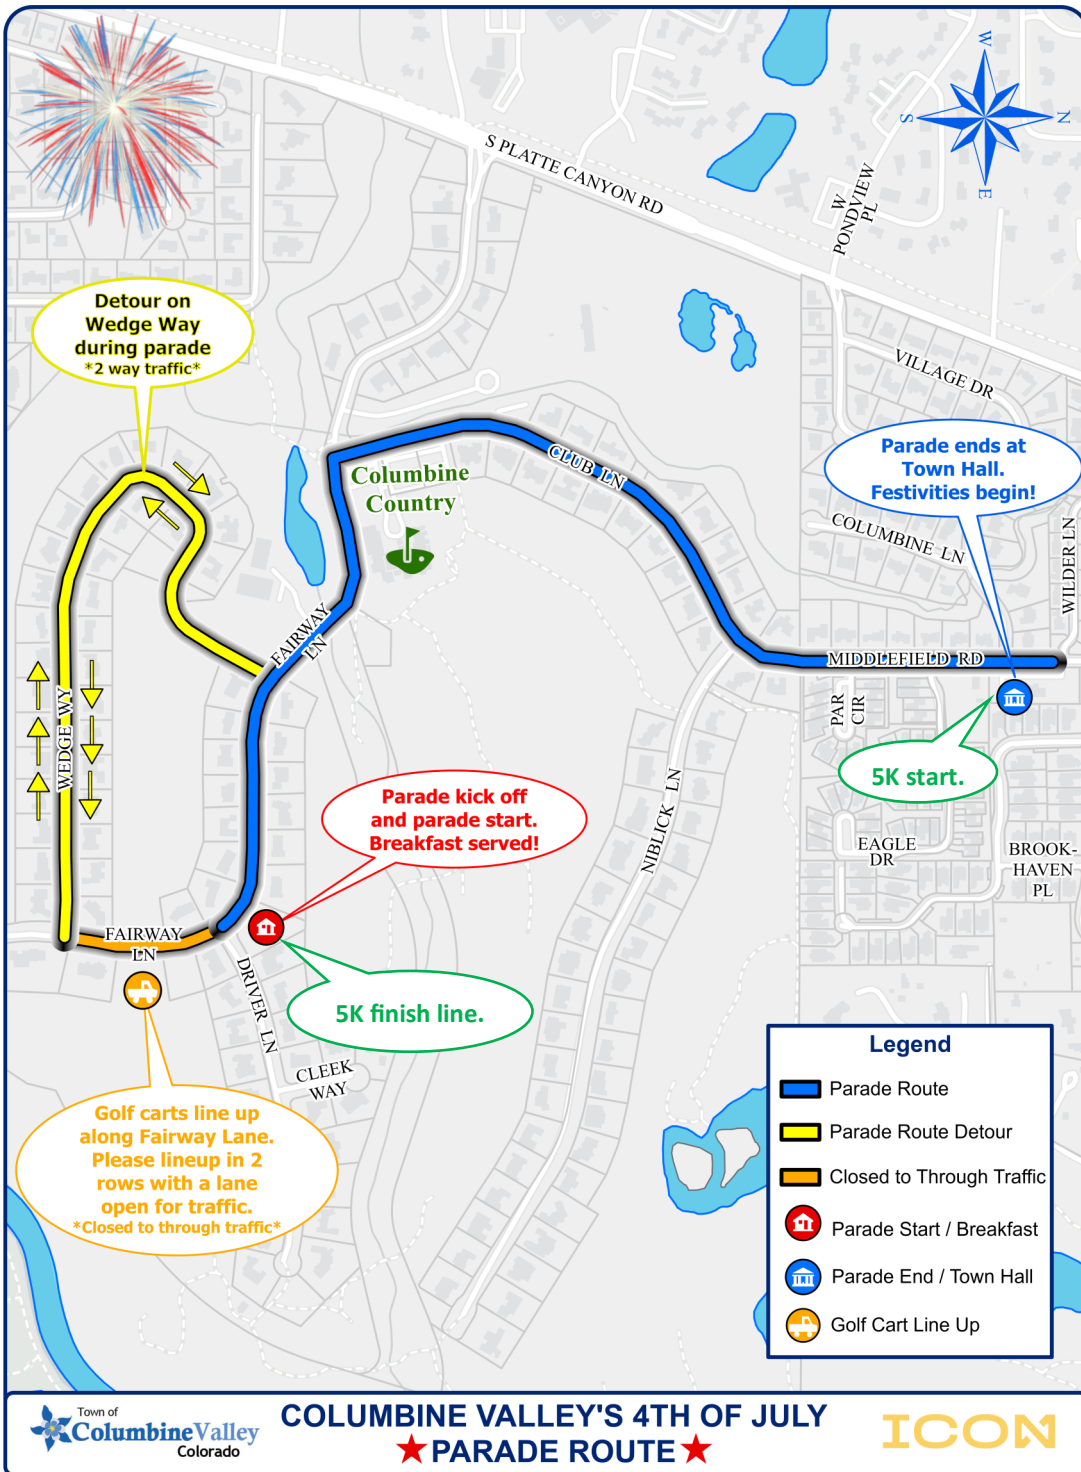 W
N
S
E
S PLATTE CANYON RD
W
PONDVIEW
PL
Detour on
Wedge Way
during parade
*2 way traffic*
VILLAGE DR
Parade ends at
Town Hall.
Festivities begin!
CLUB LN
Columbine
Country
COLUMBINE LN
WILDER LN
FAIRWAY
LN
MIDDLEFIELD RD
WEDGE WY
PAR
CIR
5K start.
Parade kick off
and parade start.
Breakfast served!
NIBLICK LN
EAGLE
DR
BROOK-
HAVEN
PL
FAIRWAY
LN
DRIVER LN
5K finish line.
CLEEK
WAY
Golf carts line up
along Fairway Lane.
Please lineup in 2
rows with a lane
open for traffic.
*Closed to through traffic*
Legend
Parade Route
Parade Route Detour
Closed to Through Traffic
Parade Start / Breakfast
Parade End / Town Hall
Golf Cart Line Up
Town of
ColumbineValley
Colorado
COLUMBINE VALLEY'S 4TH OF JULY
★PARADE ROUTE★
ICON